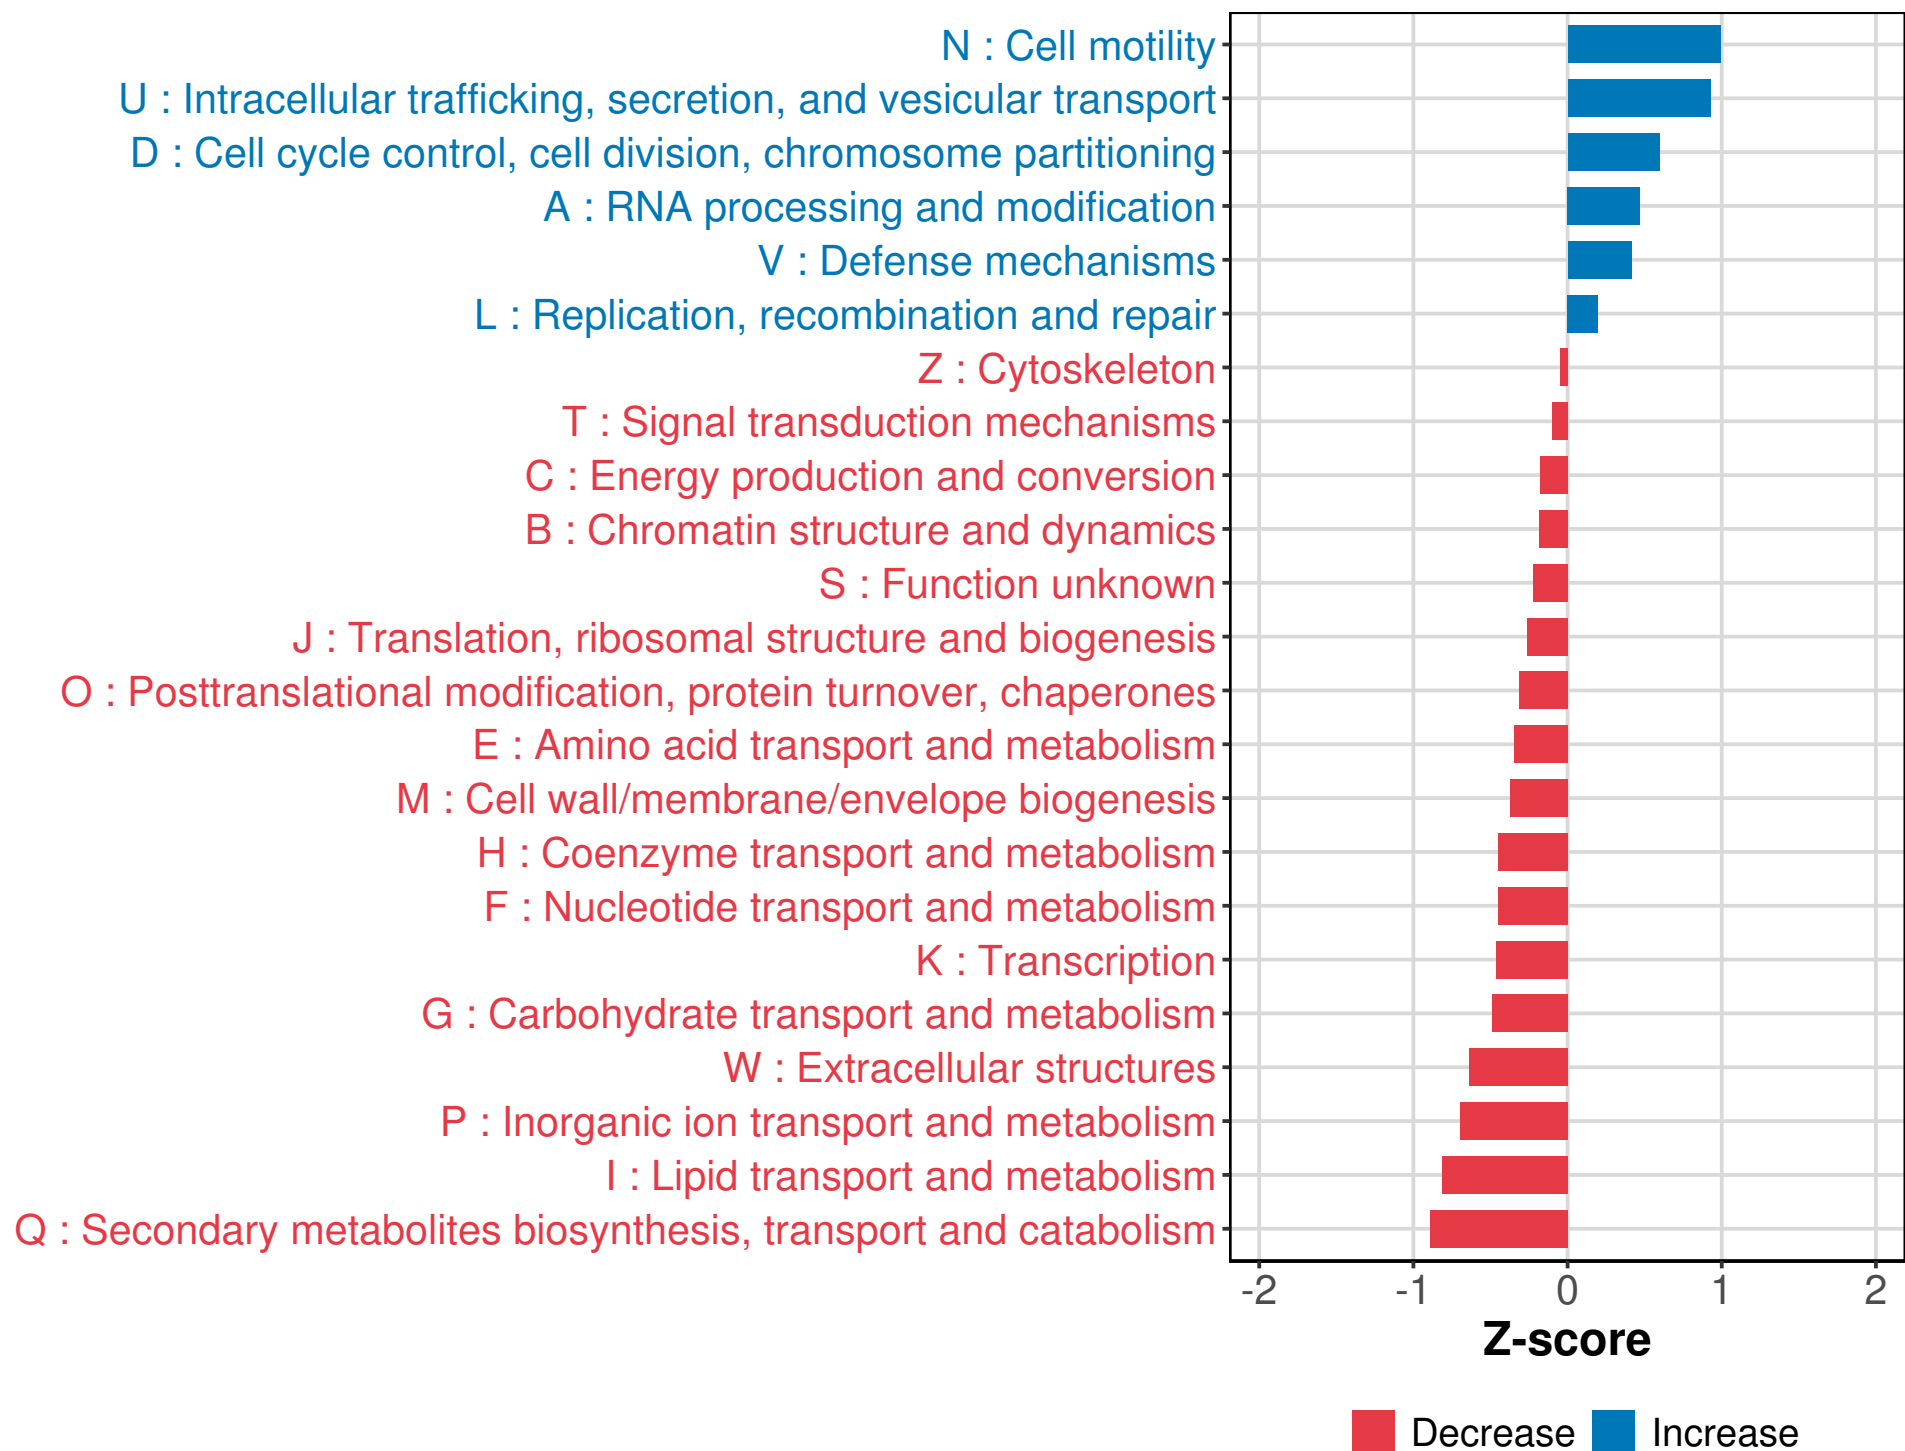 N : Cell motility
U : Intracellular trafficking, secretion, and vesicular transport
D : Cell cycle control, cell division, chromosome partitioning
A : RNA processing and modification
V : Defense mechanisms
L : Replication, recombination and repair
Z : Cytoskeleton
T : Signal transduction mechanisms
C : Energy production and conversion
B : Chromatin structure and dynamics
S : Function unknown
J : Translation, ribosomal structure and biogenesis
O : Posttranslational modification, protein turnover, chaperones
E : Amino acid transport and metabolism
M : Cell wall/membrane/envelope biogenesis
H : Coenzyme transport and metabolism
F : Nucleotide transport and metabolism
K : Transcription
G : Carbohydrate transport and metabolism
W : Extracellular structures
P : Inorganic ion transport and metabolism
I : Lipid transport and metabolism
Q : Secondary metabolites biosynthesis, transport and catabolism
-2 -1 0 1 2
Z-score
Decrease Increase